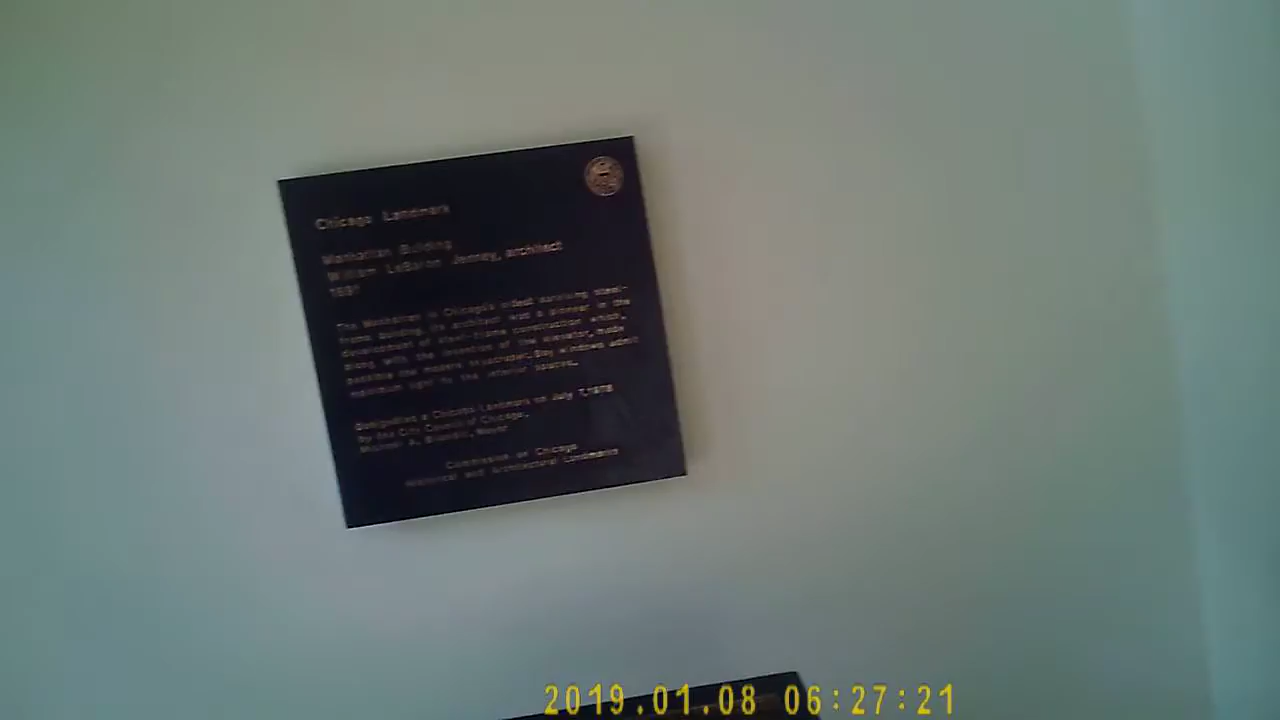 Chicago Landmark
Manhattan Building
William LeBaron Jenney, architect
1891
The Manhattan is Chicago's oldest surviving steel-
frame building. Its architect was a pioneer in the
development of steel-frame construction which,
along with the invention of the elevator, made
possible the modern skyscraper. Bay windows admit
maximum light to the interior spaces.
Designated a Chicago Landmark on July 7, 1978
by the City Council of Chicago.
Michael A. Bilandic, Mayor
Commission on Chicago
Historical and Architectural Landmarks
2019.01.08 06:27:21